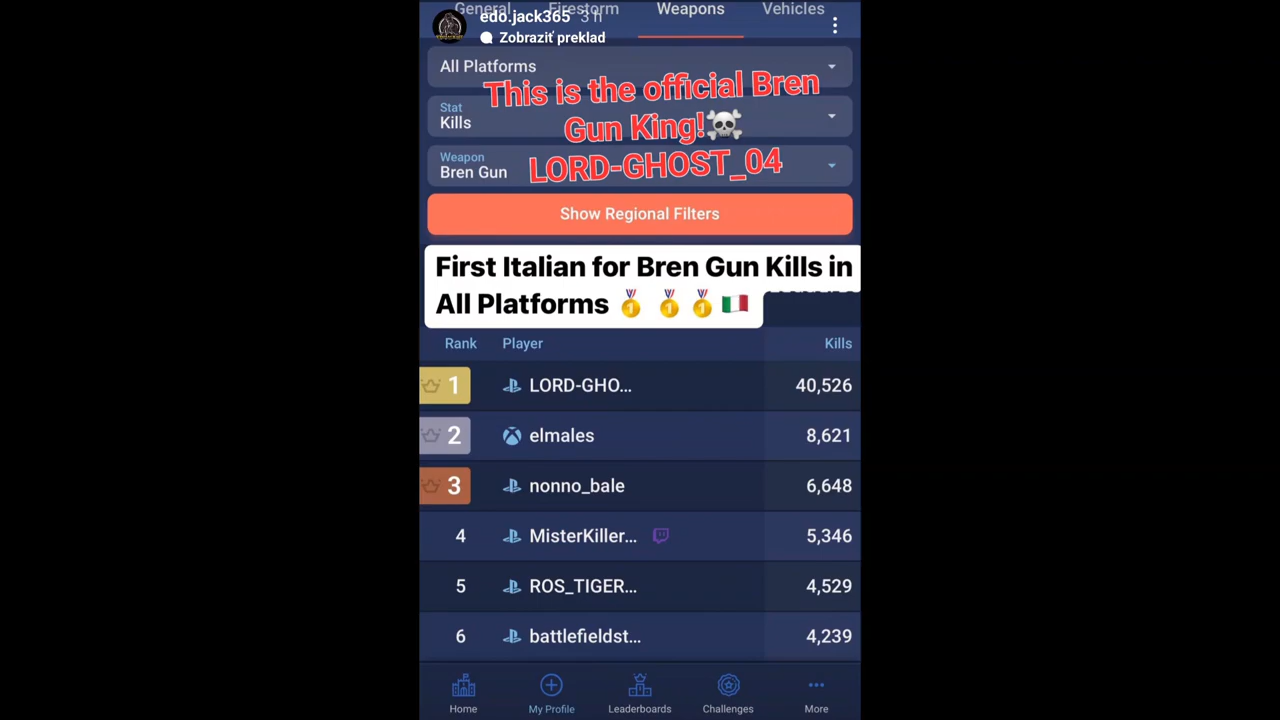 General Firestorm Weapons Vehicles
edo.jack365 3 h
Zobraziť preklad
All Platforms
This is the official Bren
Stat
Kills
Gun King!☠️
Weapon
Bren Gun
LORD-GHOST_04
Show Regional Filters
First Italian for Bren Gun Kills in
All Platforms 🥇 🥇 🥇 🇮🇹
Rank Player Kills
1 LORD-GHO... 40,526
2 elmales 8,621
3 nonno_bale 6,648
4 MisterKiller... 5,346
5 ROS_TIGER... 4,529
6 battlefieldst... 4,239
Home My Profile Leaderboards Challenges More